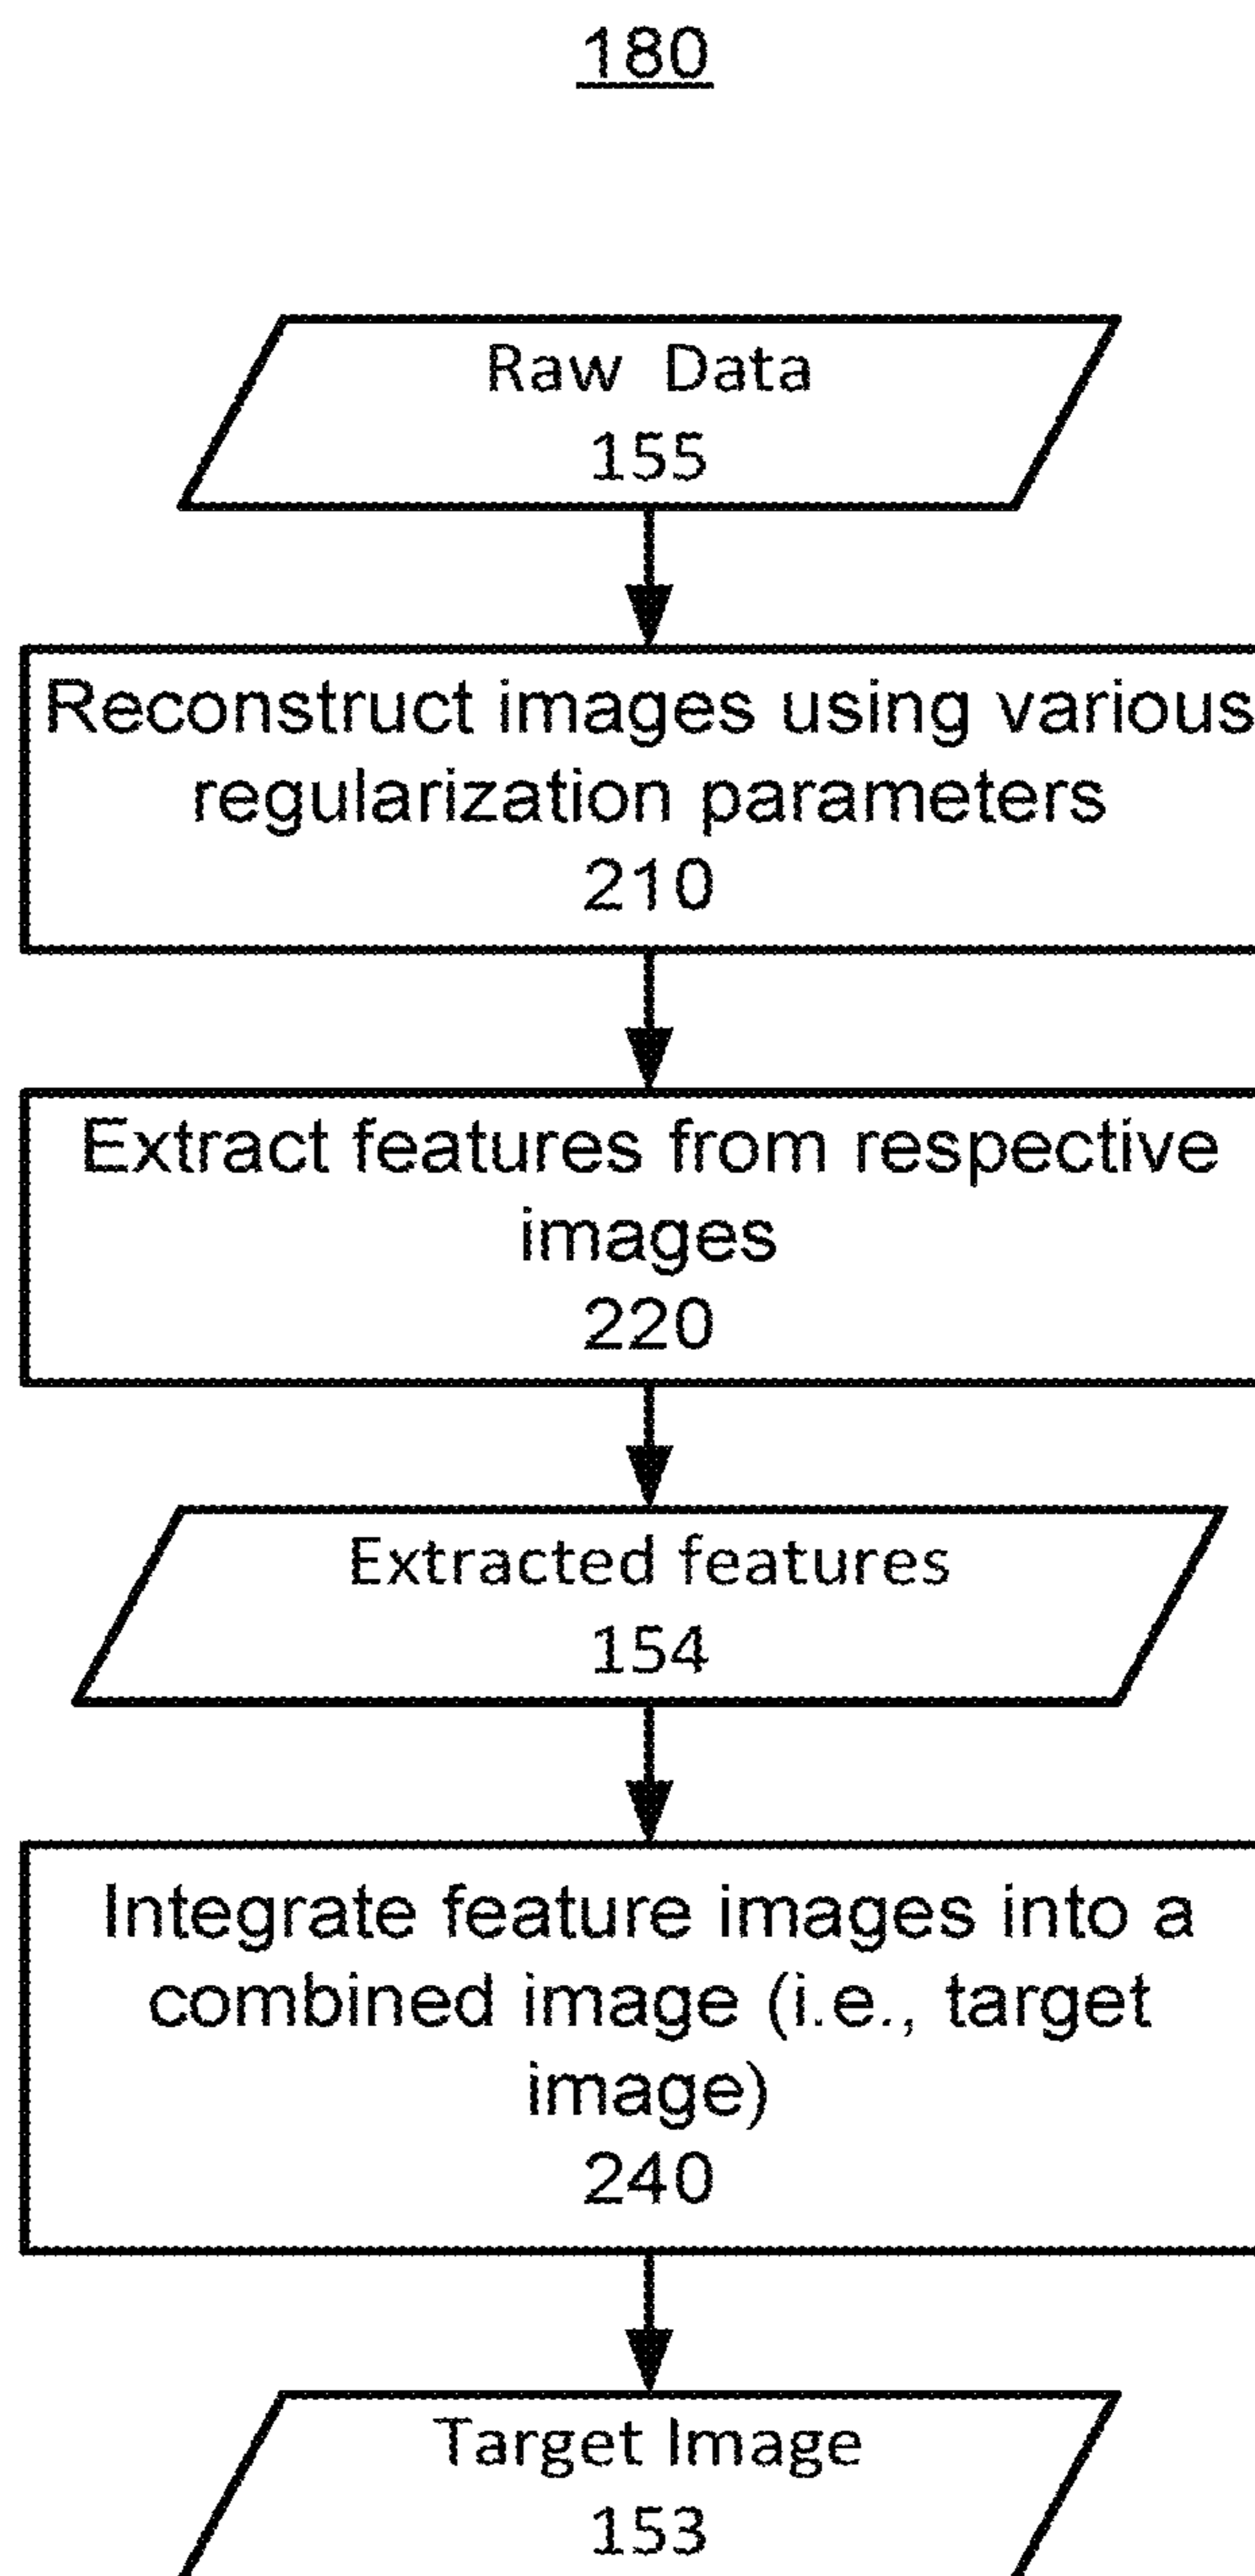 180
Raw Data
155
Reconstruct images using various
regularization parameters
210
Extract features from respective
images
220
Extracted features
154
Integrate feature images into a
combined image (i.e., target
image)
240
Target Image
153